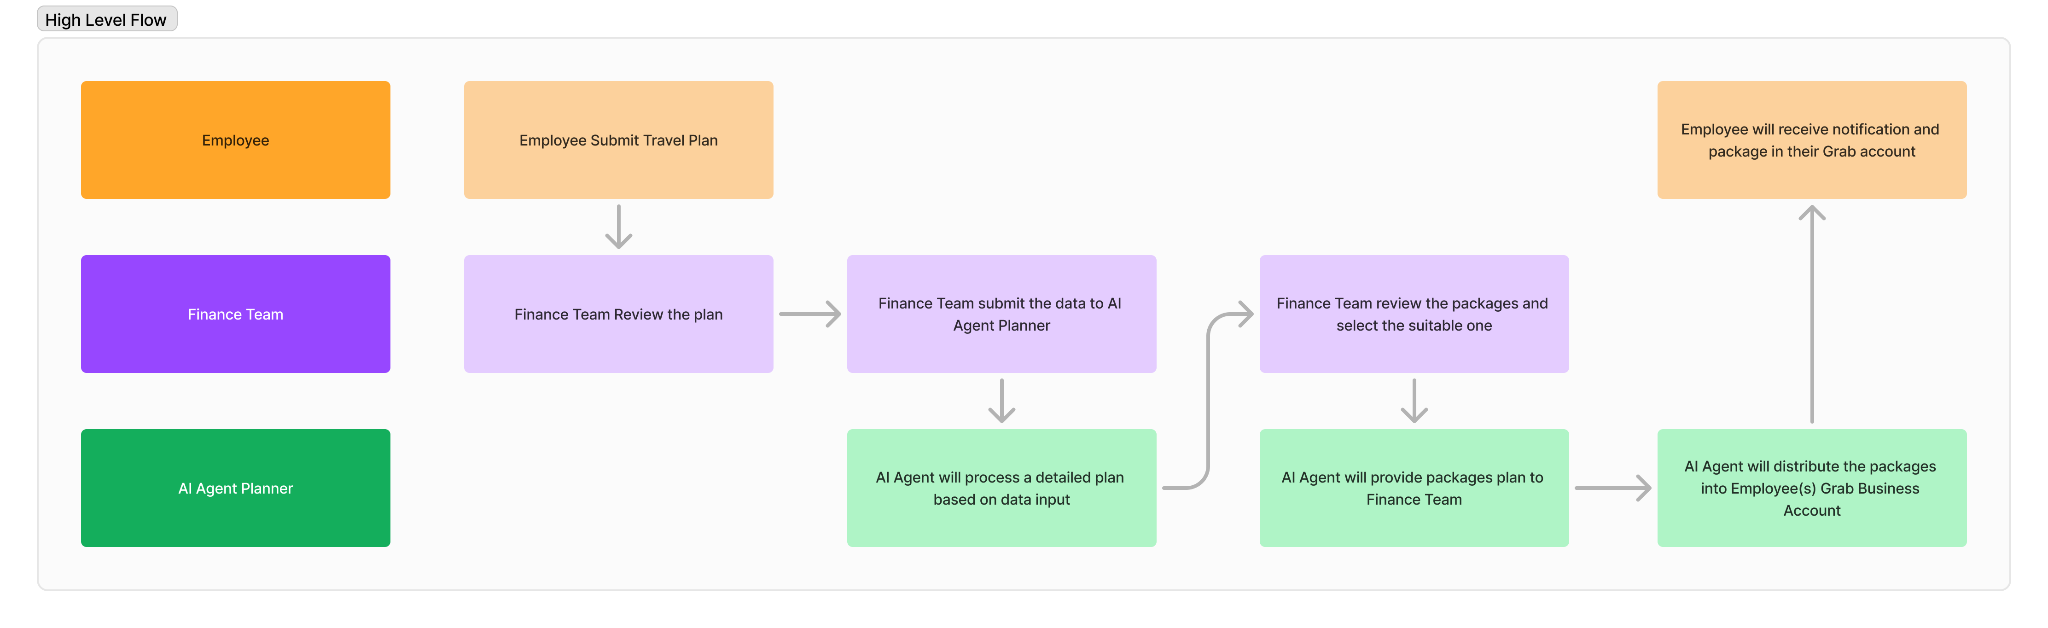 High Level Flow
Employee
Employee Submit Travel Plan
Employee will receive notification and
package in their Grab account
Finance Team
Finance Team Review the plan
Finance Team submit the data to AI
Agent Planner
Finance Team review the packages and
select the suitable one
AI Agent Planner
AI Agent will process a detailed plan
based on data input
AI Agent will provide packages plan to
Finance Team
AI Agent will distribute the packages
into Employee(s) Grab Business
Account